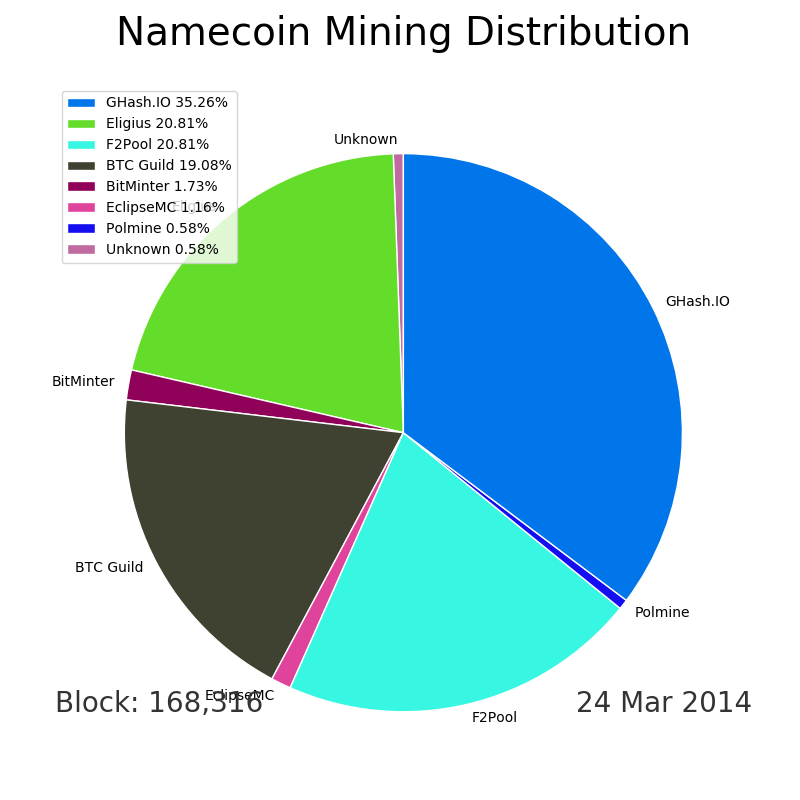 Namecoin Mining Distribution
GHash.IO 35.26%
Eligius 20.81%
F2Pool 20.81%
BTC Guild 19.08%
BitMinter 1.73%
EclipseMC 1.16%
Polmine 0.58%
Unknown 0.58%
Unknown
Eligius
GHash.IO
BitMinter
BTC Guild
Polmine
EclipseMC
F2Pool
Block: 168,316
24 Mar 2014